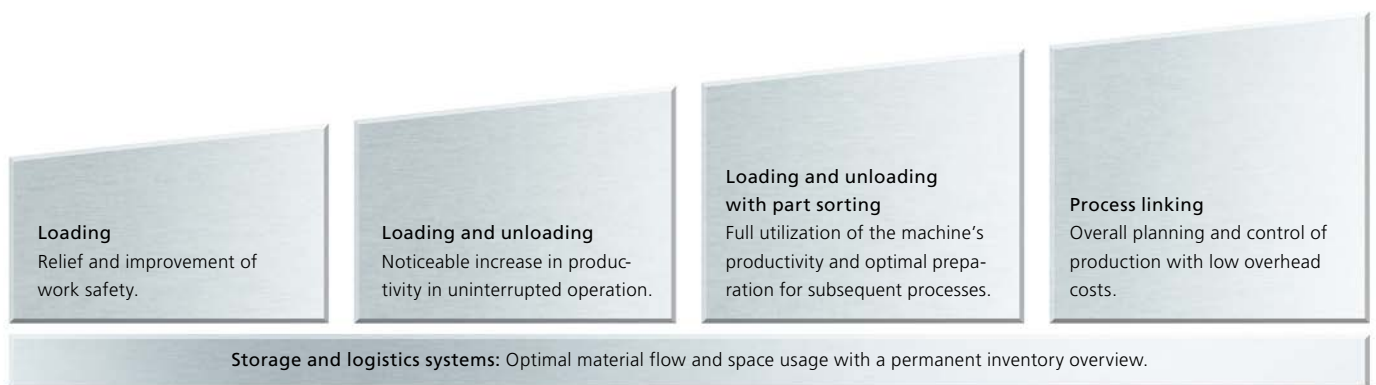 Loading
Relief and improvement of
work safety.
Loading and unloading
Noticeable increase in produc-
tivity in uninterrupted operation.
Loading and unloading
with part sorting
Full utilization of the machine's
productivity and optimal prepa-
ration for subsequent processes.
Process linking
Overall planning and control of
production with low overhead
costs.
Storage and logistics systems: Optimal material flow and space usage with a permanent inventory overview.